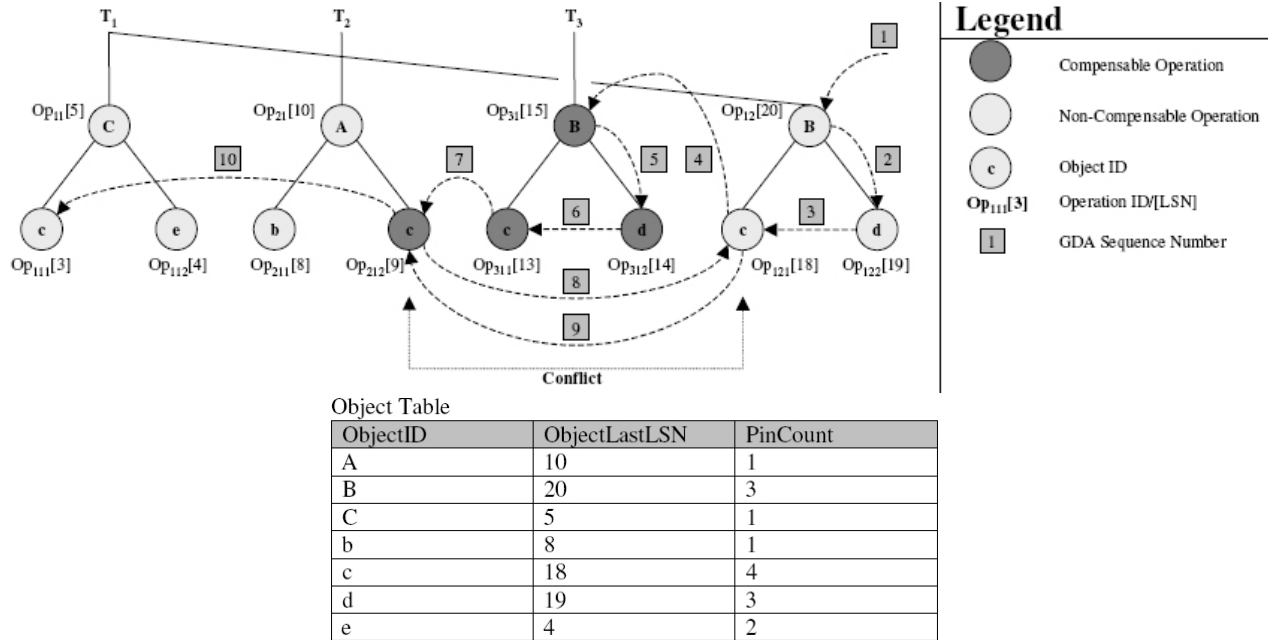 T₁ T₂ T₃
1
Op₁₁[5] C
Op₂₁[10] A
Op₃₁[15] B
Op₁₂[20] B
10 7 5 4 2
6 3
c e b c c d c d
Op₁₁₁[3] Op₁₁₂[4] Op₂₁₁[8] Op₂₁₂[9] Op₃₁₁[13] Op₃₁₂[14] Op₁₂₁[18] Op₁₂₂[19]
8
9
Conflict
Legend
Compensable Operation
Non-Compensable Operation
c Object ID
Op₁₁₁[3] Operation ID/[LSN]
1 GDA Sequence Number
Object Table
ObjectID ObjectLastLSN PinCount
A 10 1
B 20 3
C 5 1
b 8 1
c 18 4
d 19 3
e 4 2